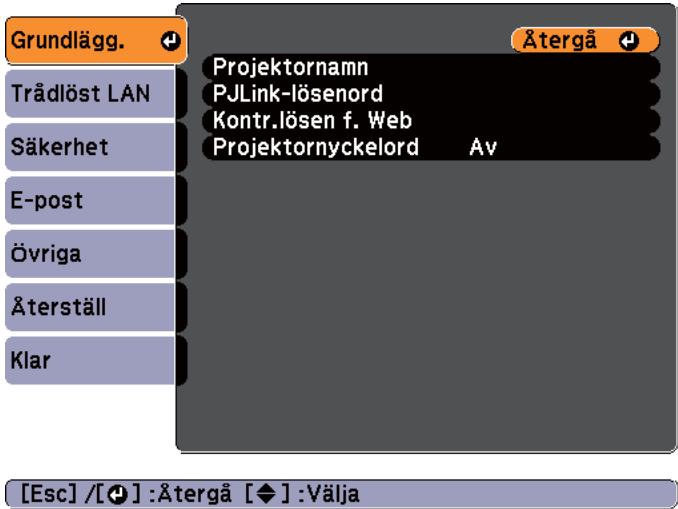 Grundlägg.
Trådlöst LAN
Säkerhet
E-post
Övriga
Återställ
Klar
Återgå
Projektornamn
PJLink-lösenord
Kontr.lösen f. Web
Projektornyckelord Av
[Esc] /[⏎] :Återgå [◆] :Välja